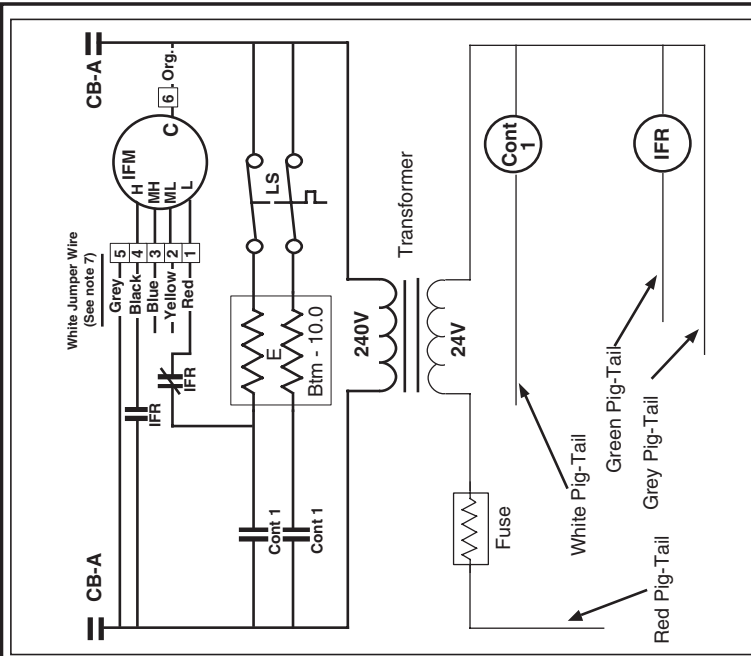 CB-A
CB-A
White Jumper Wire
(See note 7)
5
4
3
2
1
Grey
Black
Blue
Yellow
Red
IFM
H
MH
ML
L
C
6
Org.
IFR
IFR
LS
E
Btm - 10.0
Cont 1
Cont 1
240V
24V
Transformer
Fuse
Cont
1
IFR
White Pig-Tail
Green Pig-Tail
Grey Pig-Tail
Red Pig-Tail